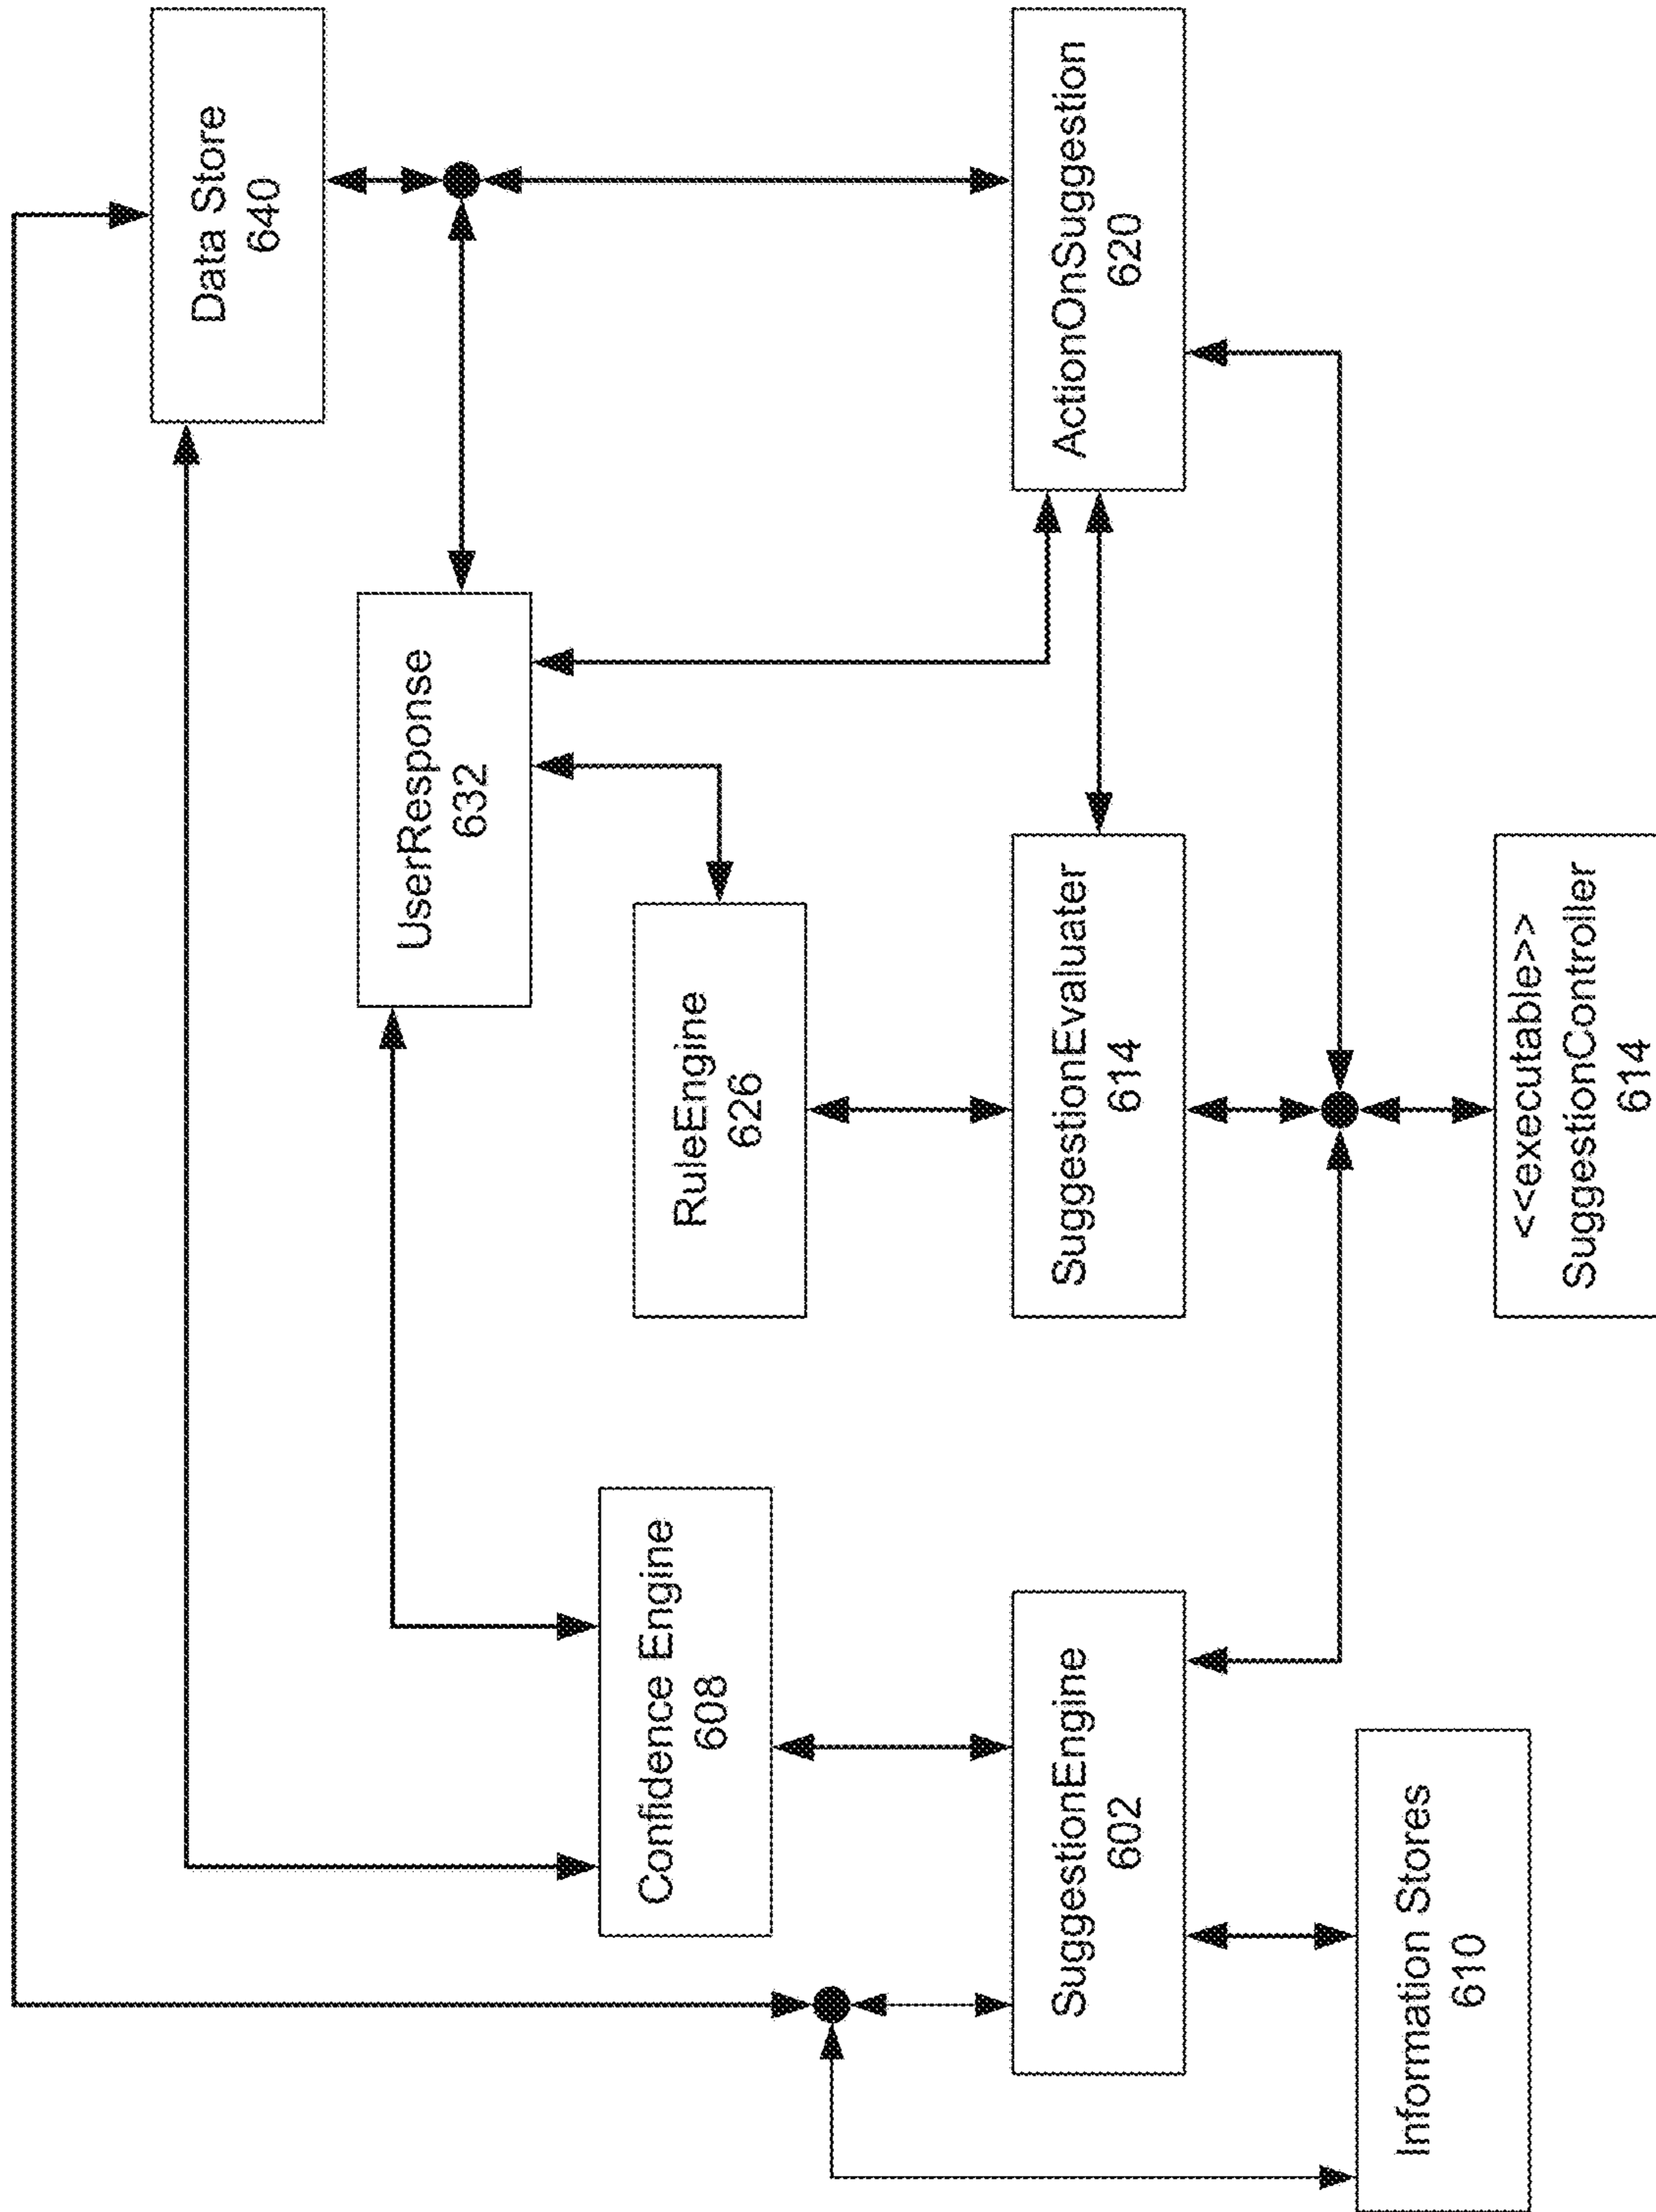 Data Store
640
UserResponse
632
Confidence Engine
608
RuleEngine
626
SuggestionEngine
602
SuggestionEvaluater
614
ActionOnSuggestion
620
Information Stores
610
<<executable>>
SuggestionController
614